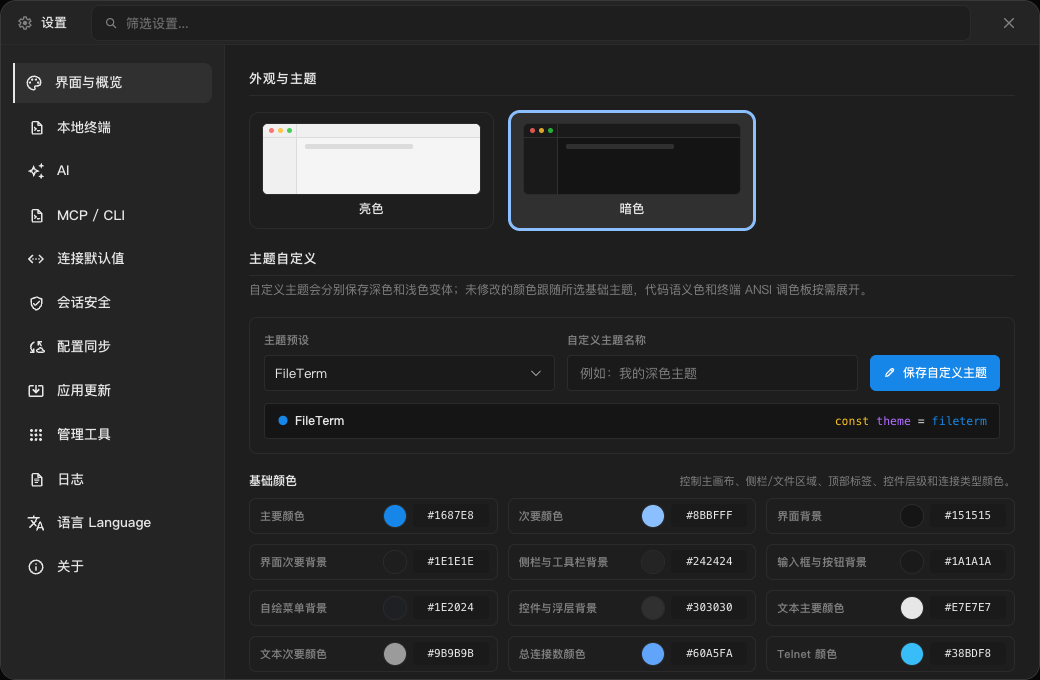 设置
筛选设置...
界面与概览
本地终端
AI
MCP / CLI
连接默认值
会话安全
配置同步
应用更新
管理工具
日志
语言 Language
关于
外观与主题
亮色
暗色
主题自定义
自定义主题会分别保存深色和浅色变体；未修改的颜色跟随所选基础主题，代码语义色和终端 ANSI 调色板按需展开。
主题预设
自定义主题名称
FileTerm
例如：我的深色主题
保存自定义主题
FileTerm
const theme = fileterm
基础颜色
控制主画布、侧栏/文件区域、顶部标签、控件层级和连接类型颜色。
主要颜色 #1687E8
次要颜色 #8BBFFF
界面背景 #151515
界面次要背景 #1E1E1E
侧栏与工具栏背景 #242424
输入框与按钮背景 #1A1A1A
自绘菜单背景 #1E2024
控件与浮层背景 #303030
文本主要颜色 #E7E7E7
文本次要颜色 #9B9B9B
总连接数颜色 #60A5FA
Telnet 颜色 #38BDF8